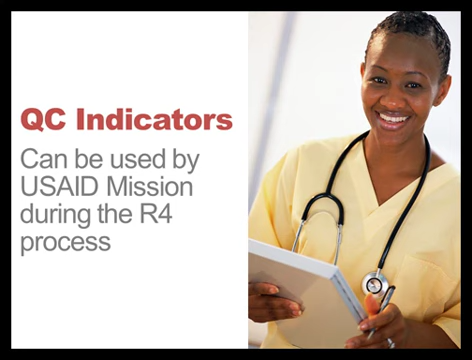 QC Indicators
Can be used by
USAID Mission
during the R4
process